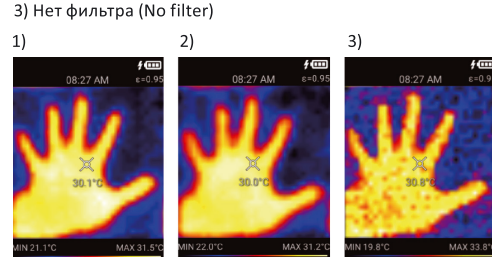 3) Нет фильтра (No filter)
1)
2)
3)
08:27 AM ε=0.95
08:27 AM ε=0.95
08:27 AM ε=0.95
30.1°C
30.0°C
30.8°C
MIN 21.1°C MAX 31.5°C
MIN 22.0°C MAX 31.2°C
MIN 19.8°C MAX 33.8°C